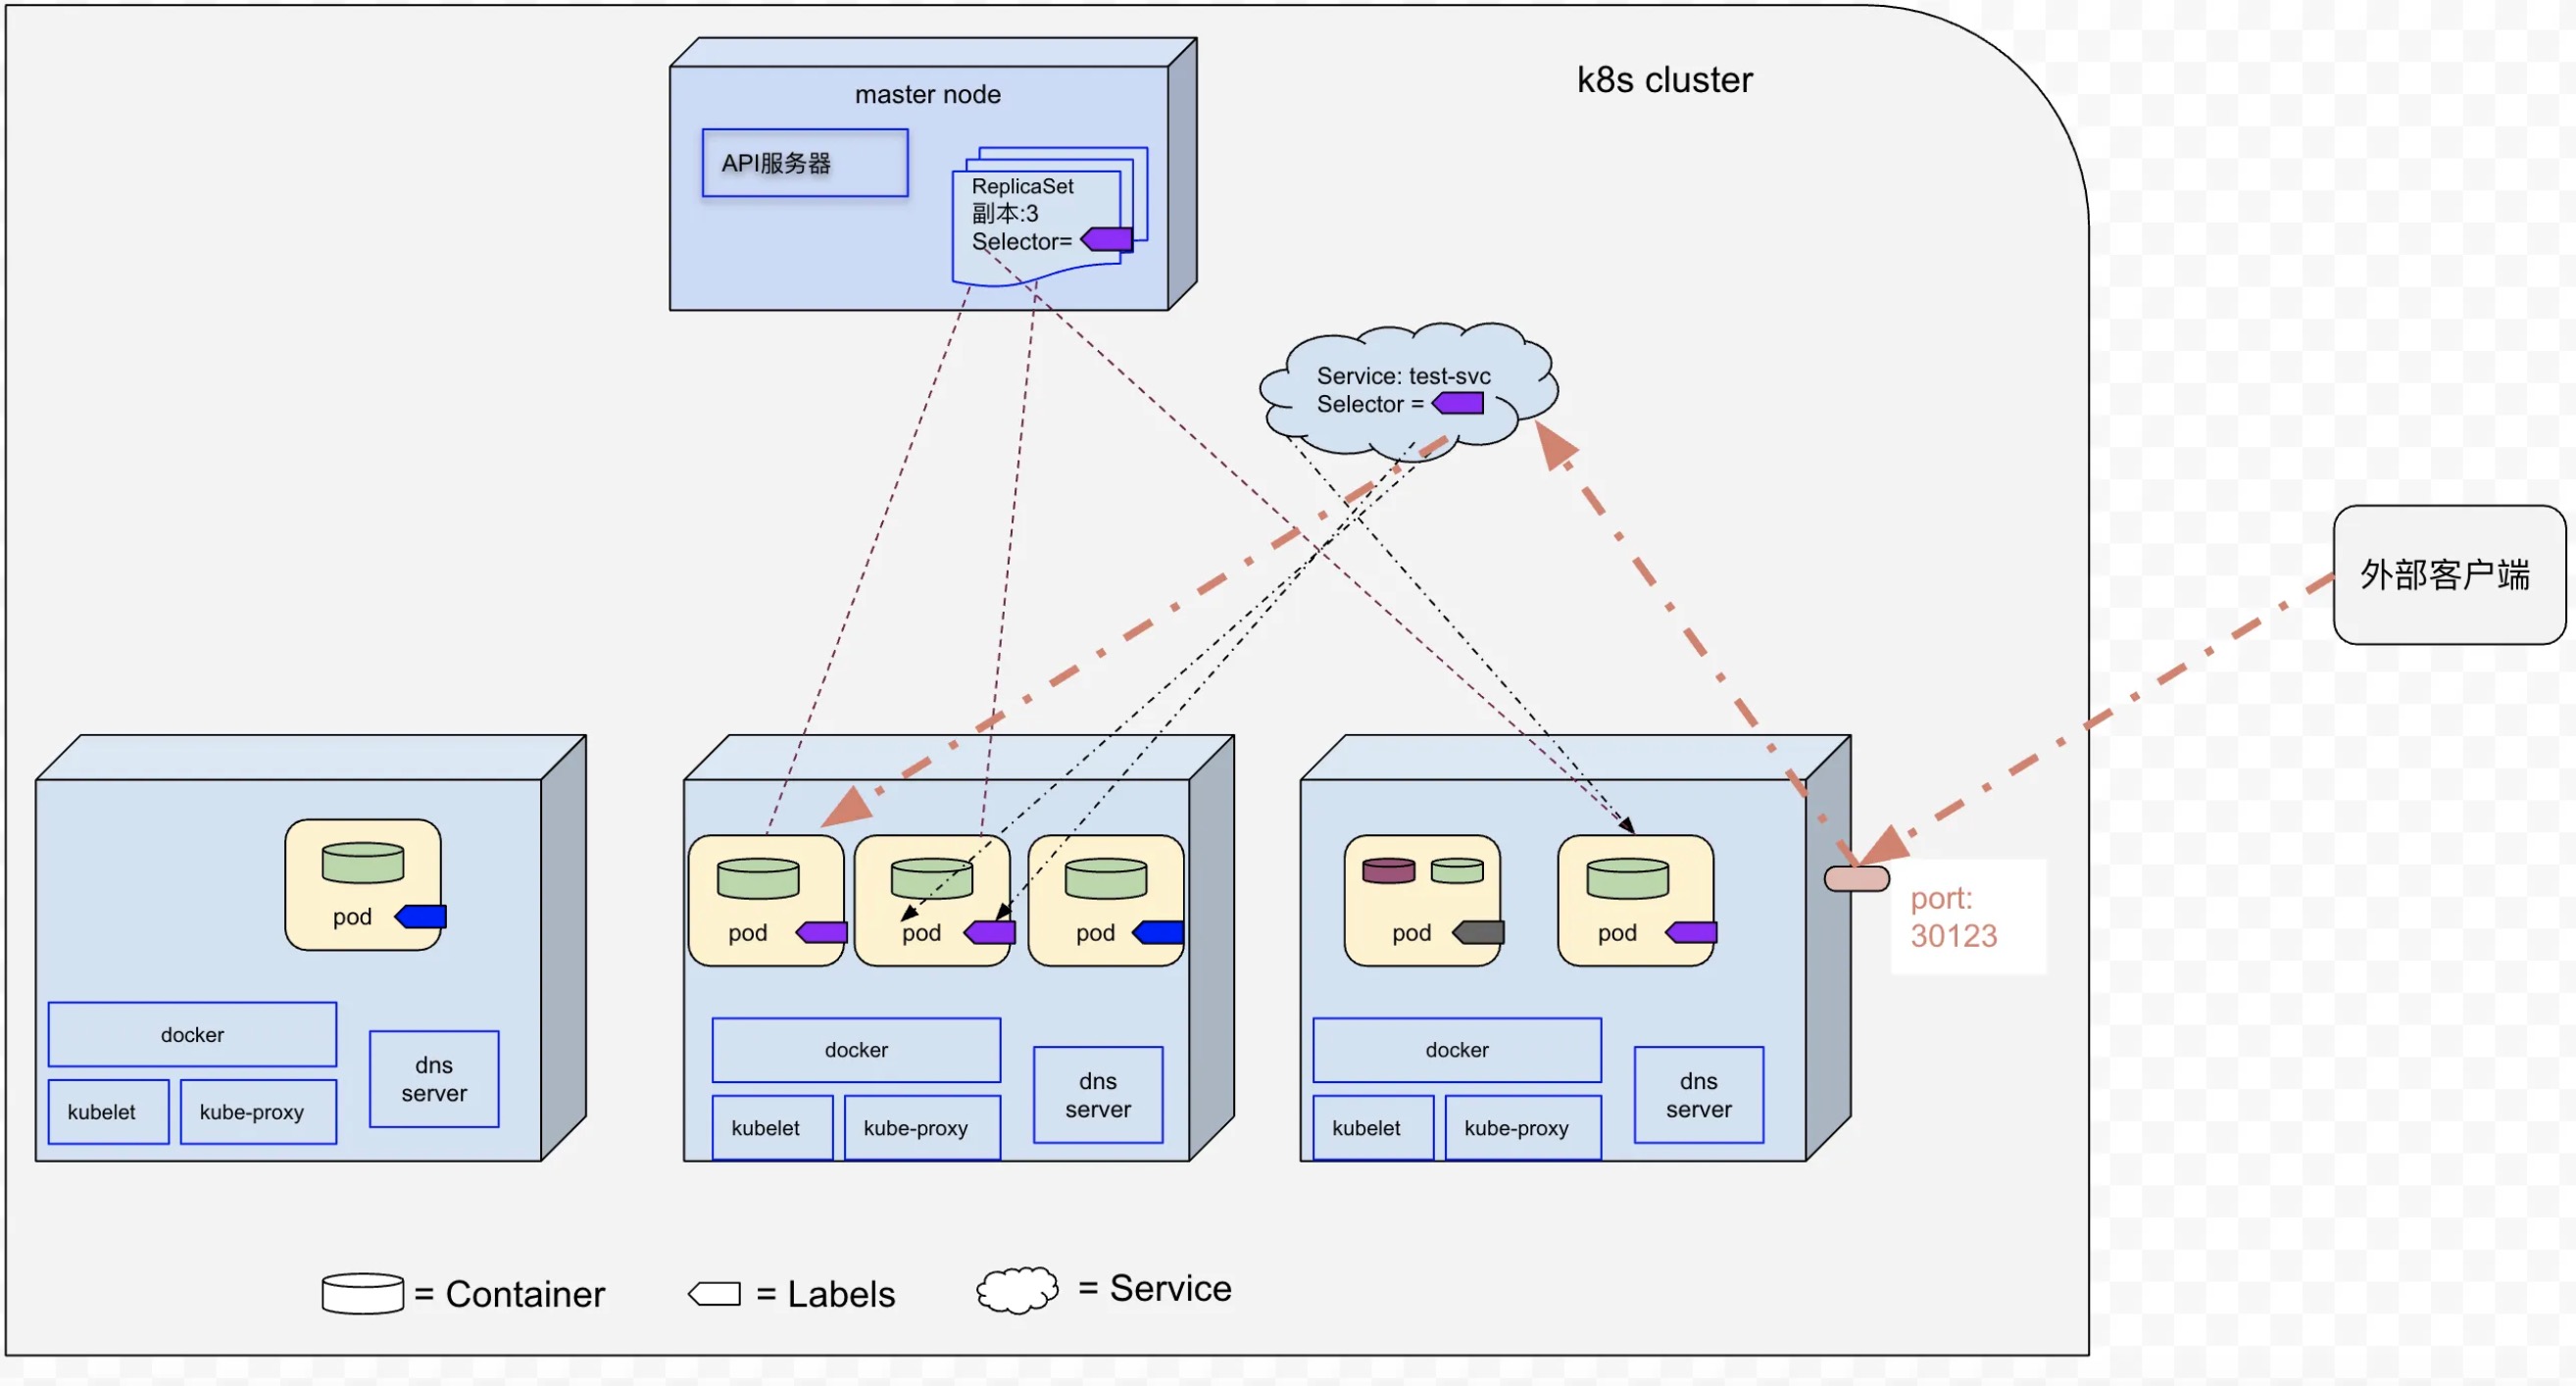 k8s cluster
master node
API服务器
ReplicaSet
副本:3
Selector=
Service: test-svc
Selector =
外部客户端
port:
30123
pod
docker
kubelet
kube-proxy
dns
server
pod
pod
pod
docker
kubelet
kube-proxy
dns
server
pod
pod
docker
kubelet
kube-proxy
dns
server
= Container
= Labels
= Service